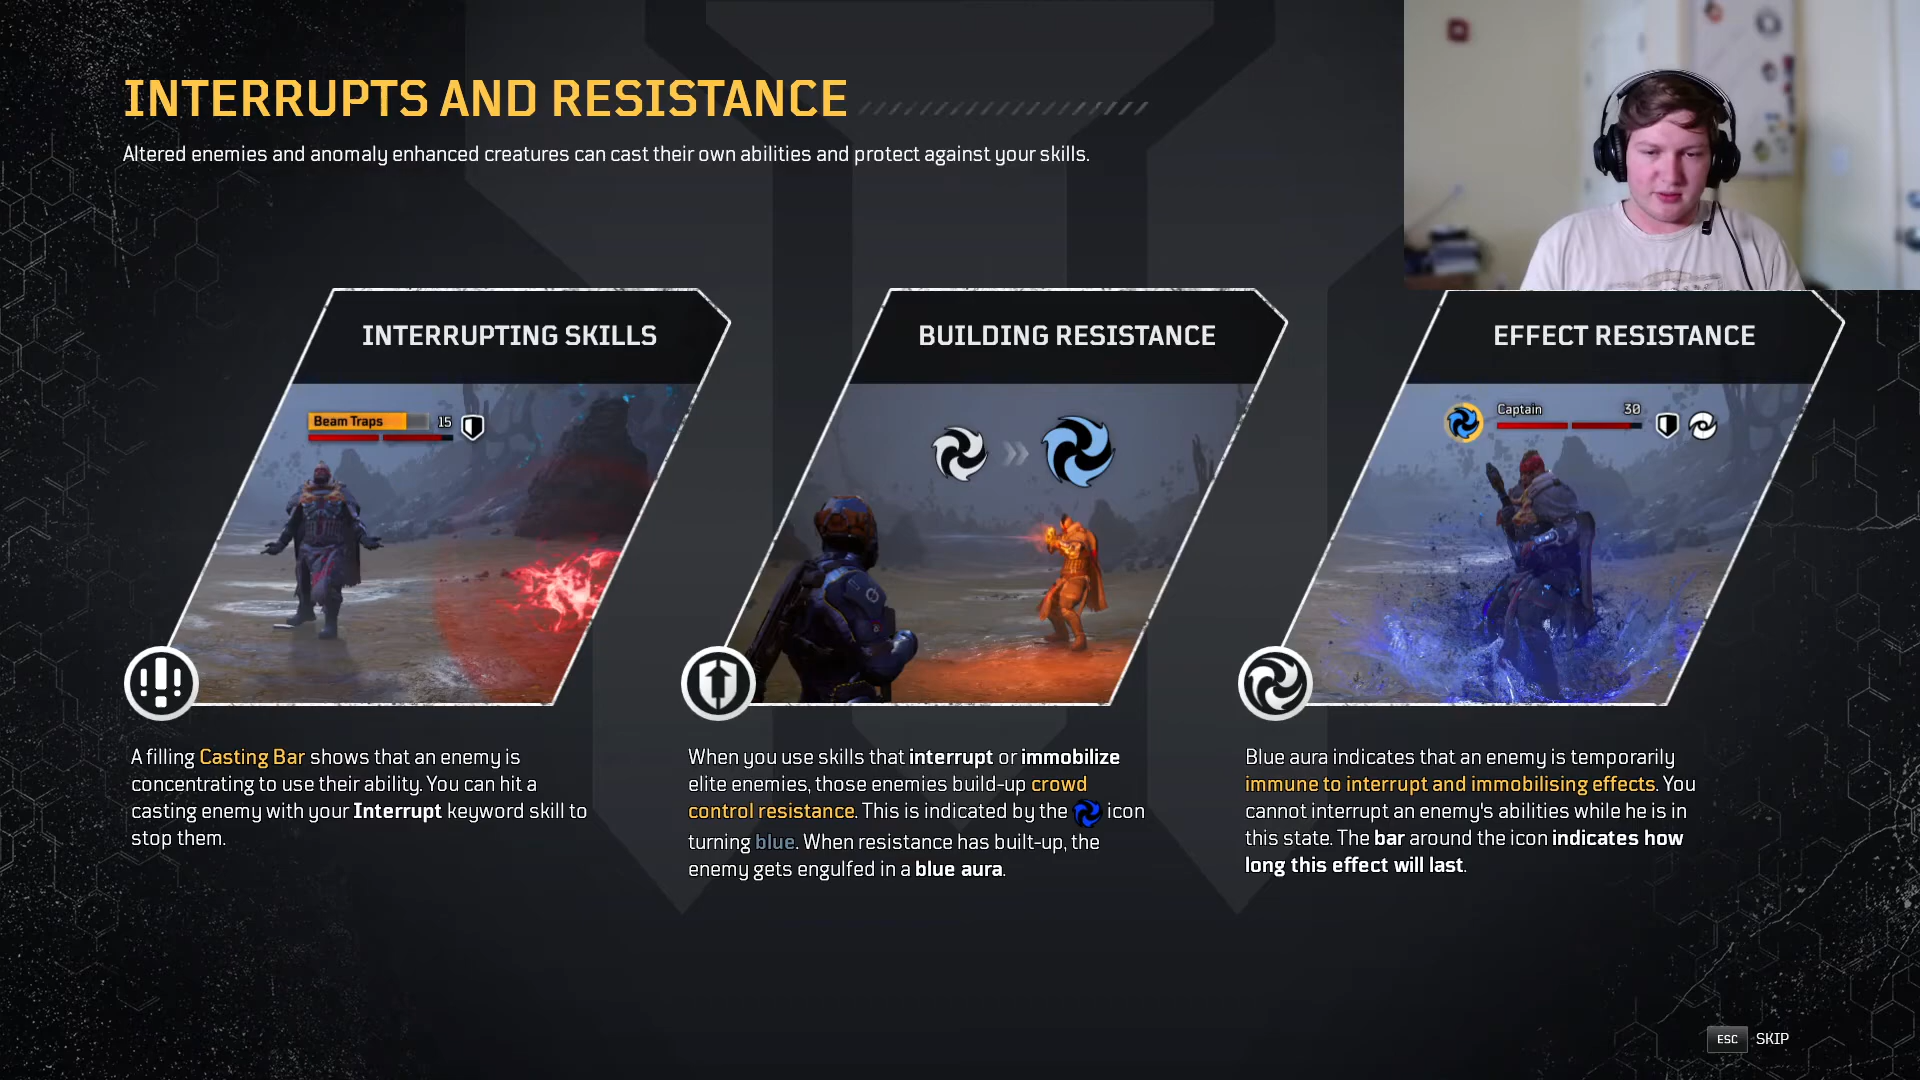 INTERRUPTS AND RESISTANCE
Altered enemies and anomaly enhanced creatures can cast their own abilities and protect against your skills.
INTERRUPTING SKILLS
Beam Traps 15
A filling Casting Bar shows that an enemy is
concentrating to use their ability. You can hit a
casting enemy with your Interrupt keyword skill to
stop them.
BUILDING RESISTANCE
When you use skills that interrupt or immobilize
elite enemies, those enemies build-up crowd
control resistance. This is indicated by the icon
turning blue. When resistance has built-up, the
enemy gets engulfed in a blue aura.
EFFECT RESISTANCE
Captain 30
Blue aura indicates that an enemy is temporarily
immune to interrupt and immobilising effects. You
cannot interrupt an enemy's abilities while he is in
this state. The bar around the icon indicates how
long this effect will last.
ESC SKIP